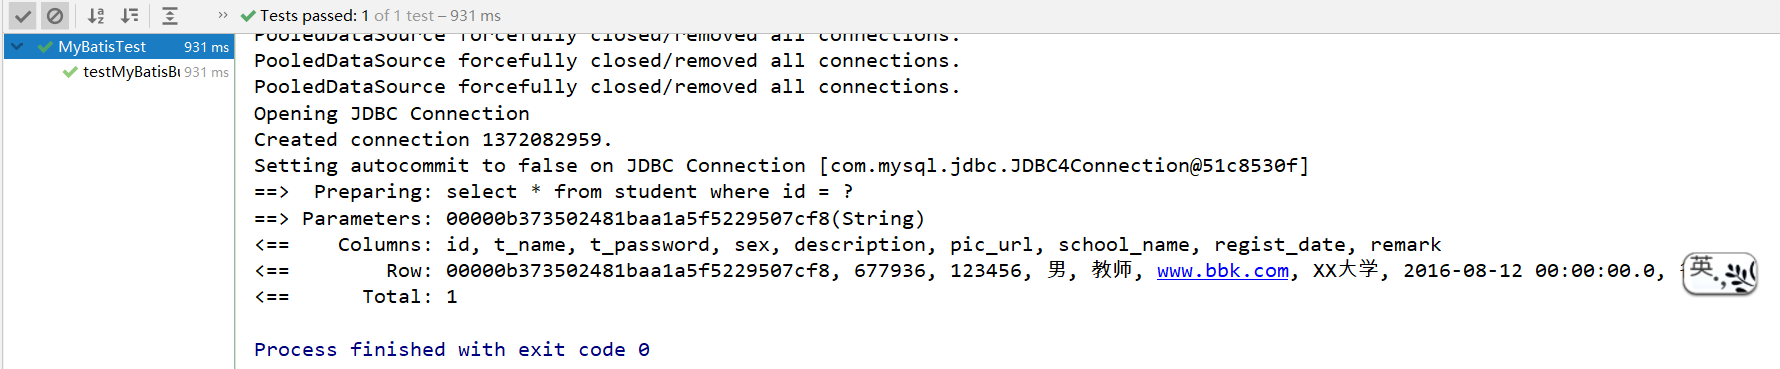 Tests passed: 1 of 1 test – 931 ms
MyBatisTest 931 ms
testMyBatisBu 931 ms
PooledDataSource forcefully closed/removed all connections.
PooledDataSource forcefully closed/removed all connections.
PooledDataSource forcefully closed/removed all connections.
Opening JDBC Connection
Created connection 1372082959.
Setting autocommit to false on JDBC Connection [com.mysql.jdbc.JDBC4Connection@51c8530f]
==>  Preparing: select * from student where id = ?
==> Parameters: 00000b373502481baa1a5f5229507cf8(String)
<==    Columns: id, t_name, t_password, sex, description, pic_url, school_name, regist_date, remark
<==        Row: 00000b373502481baa1a5f5229507cf8, 677936, 123456, 男, 教师, www.bbk.com, XX大学, 2016-08-12 00:00:00.0,
英
<==      Total: 1
Process finished with exit code 0